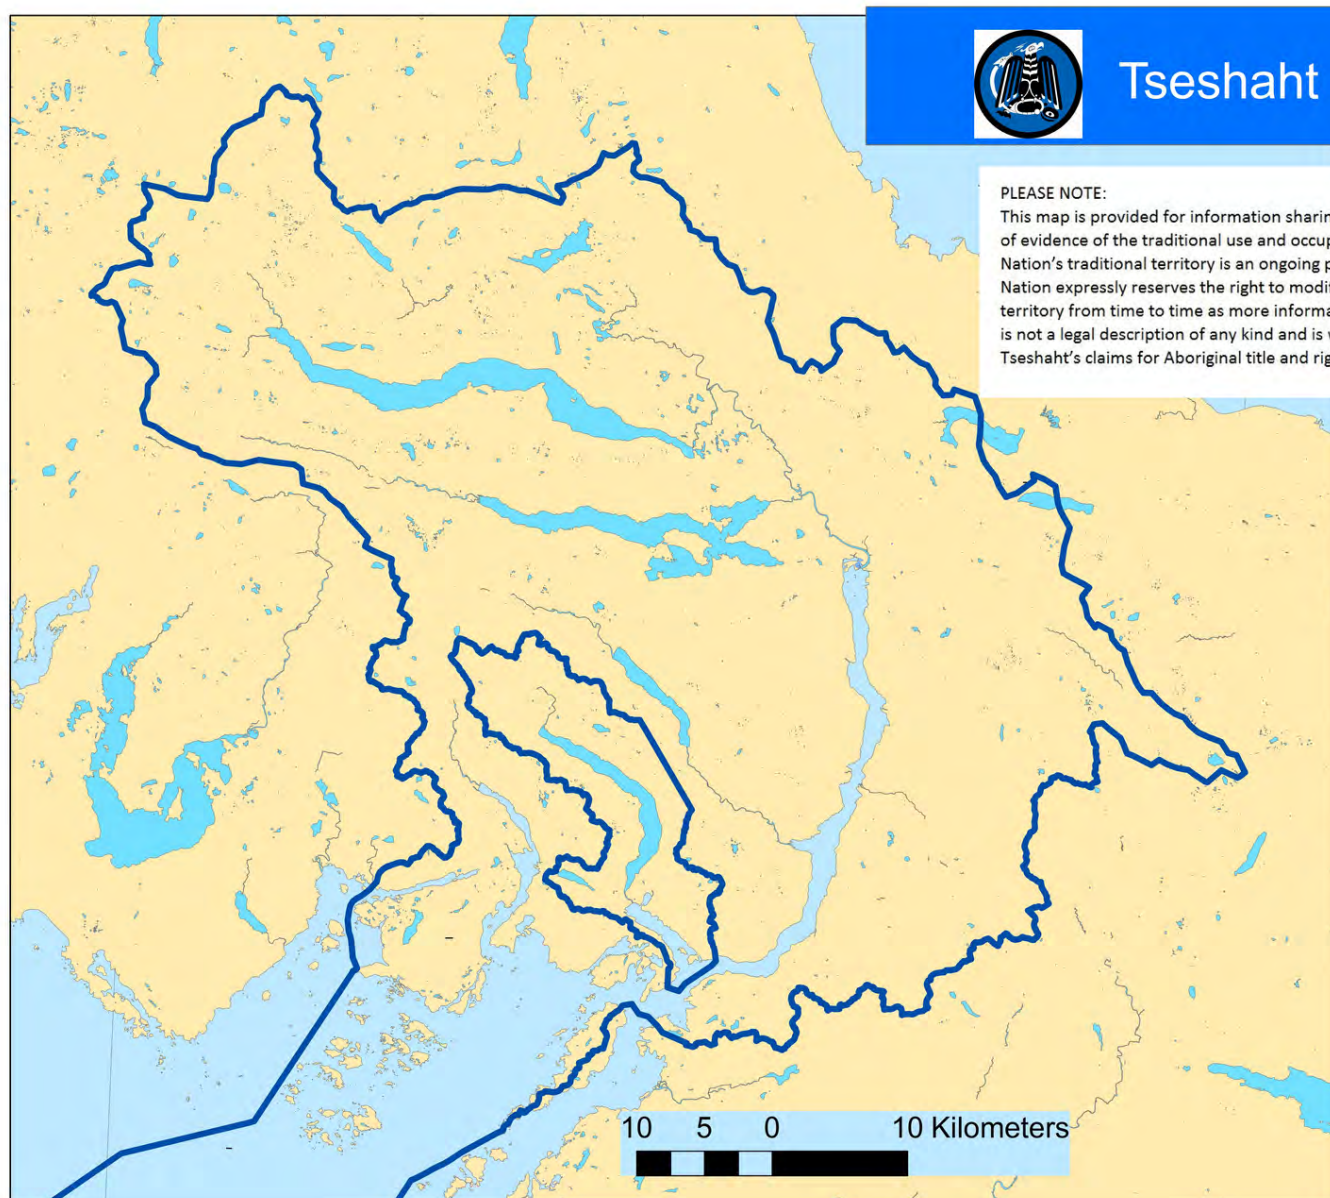 Tseshaht
PLEASE NOTE:
This map is provided for information sharin
of evidence of the traditional use and occup
Nation's traditional territory is an ongoing p
Nation expressly reserves the right to modif
territory from time to time as more informa
is not a legal description of any kind and is w
Tseshaht's claims for Aboriginal title and rig
10 5 0 10 Kilometers